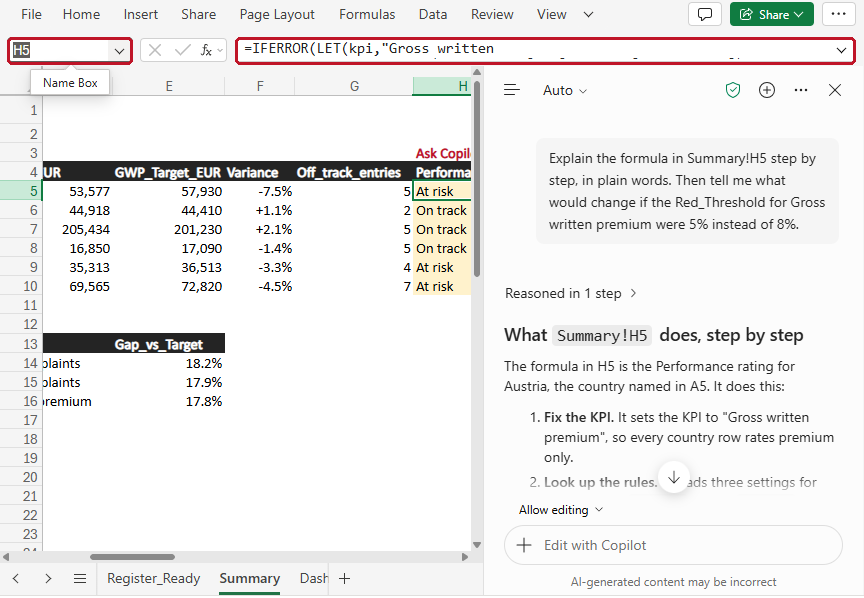 File Home Insert Share Page Layout Formulas Data Review View Share
H5 fx =IFERROR(LET(kpi,"Gross written
Name Box
E F G H
Auto
1
2
3 Ask Copil
4 UR GWP_Target_EUR Variance Off_track_entries Performa
5 53,577 57,930 -7.5% 5 At risk
6 44,918 44,410 +1.1% 2 On track
7 205,434 201,230 +2.1% 5 On track
8 16,850 17,090 -1.4% 5 On track
9 35,313 36,513 -3.3% 4 At risk
10 69,565 72,820 -4.5% 7 At risk
11
12
13 Gap_vs_Target
14 plaints 18.2%
15 plaints 17.9%
16 premium 17.8%
17
18
19
20
21
22
23
24
Register_Ready Summary Dash
Explain the formula in Summary!H5 step by
step, in plain words. Then tell me what
would change if the Red_Threshold for Gross
written premium were 5% instead of 8%.
Reasoned in 1 step
What Summary!H5 does, step by step
The formula in H5 is the Performance rating for
Austria, the country named in A5. It does this:
1. Fix the KPI. It sets the KPI to "Gross written
premium", so every country row rates premium
only.
2. Look up the rules. ads three settings for
Allow editing
Edit with Copilot
AI-generated content may be incorrect